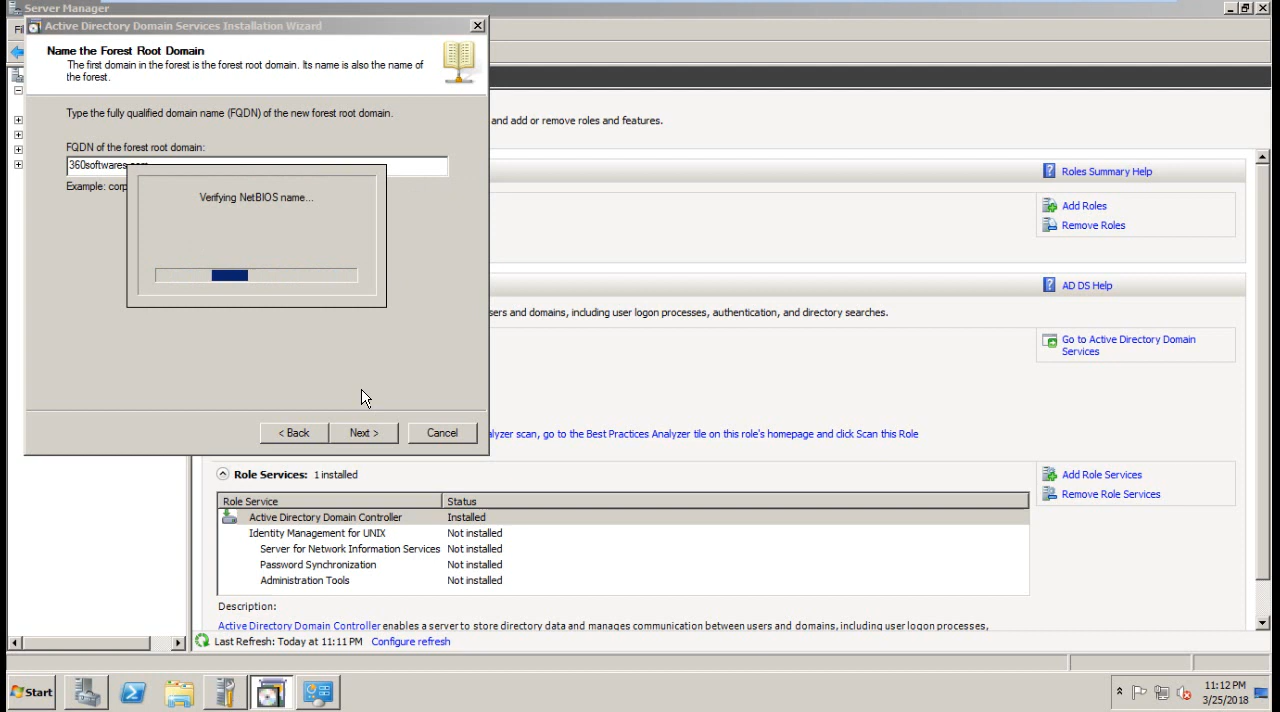 Server Manager
Fi
Active Directory Domain Services Installation Wizard
Name the Forest Root Domain
The first domain in the forest is the forest root domain. Its name is also the name of
the forest.
Type the fully qualified domain name (FQDN) of the new forest root domain.
FQDN of the forest root domain:
360softwares.com
Example: corp
Verifying NetBIOS name...
< Back
Next >
Cancel
and add or remove roles and features.
Roles Summary Help
Add Roles
Remove Roles
AD DS Help
sers and domains, including user logon processes, authentication, and directory searches.
Go to Active Directory Domain
Services
alyzer scan, go to the Best Practices Analyzer tile on this role's homepage and click Scan this Role
Role Services: 1 installed
Add Role Services
Remove Role Services
Role Service Status
Active Directory Domain Controller Installed
Identity Management for UNIX Not installed
Server for Network Information Services Not installed
Password Synchronization Not installed
Administration Tools Not installed
Description:
Active Directory Domain Controller enables a server to store directory data and manages communication between users and domains, including user logon processes,
Last Refresh: Today at 11:11 PM Configure refresh
Start
11:12 PM
3/25/2018